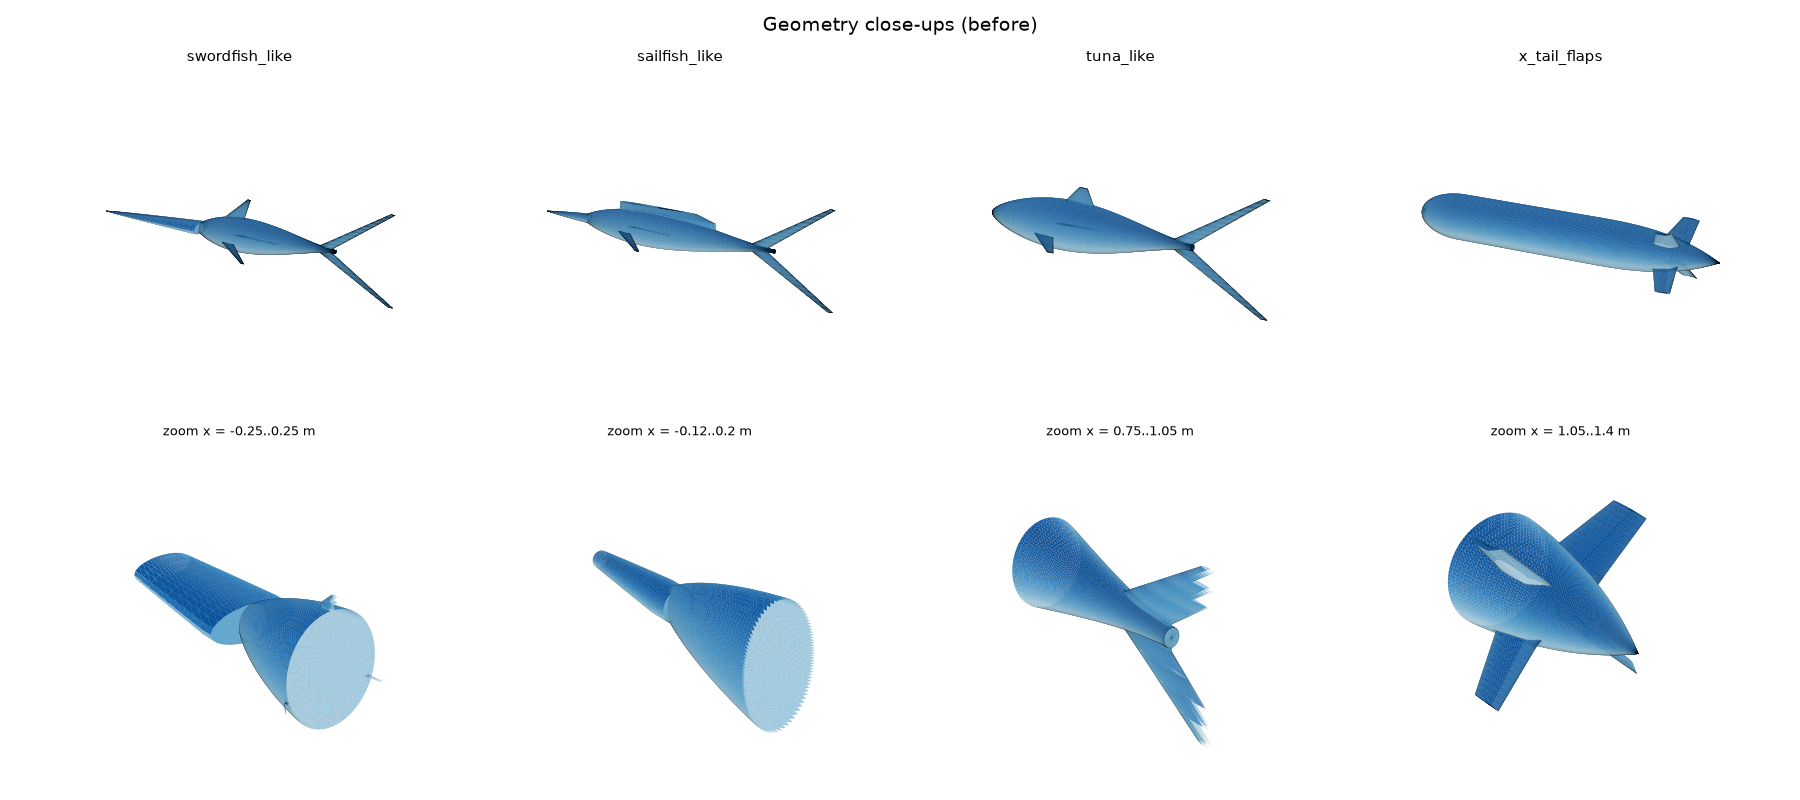 Geometry close-ups (before)
swordfish_like
sailfish_like
tuna_like
x_tail_flaps
zoom x = -0.25..0.25 m
zoom x = -0.12..0.2 m
zoom x = 0.75..1.05 m
zoom x = 1.05..1.4 m